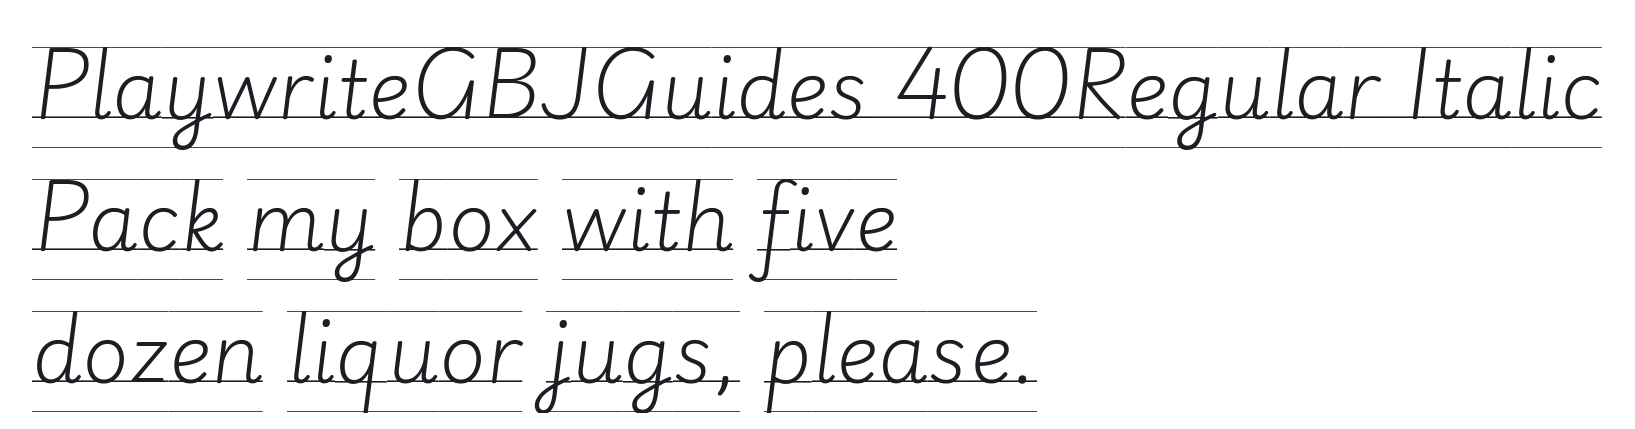 PlaywriteGBJGuides 400Regular Italic
Pack my box with five
dozen liquor jugs, please.